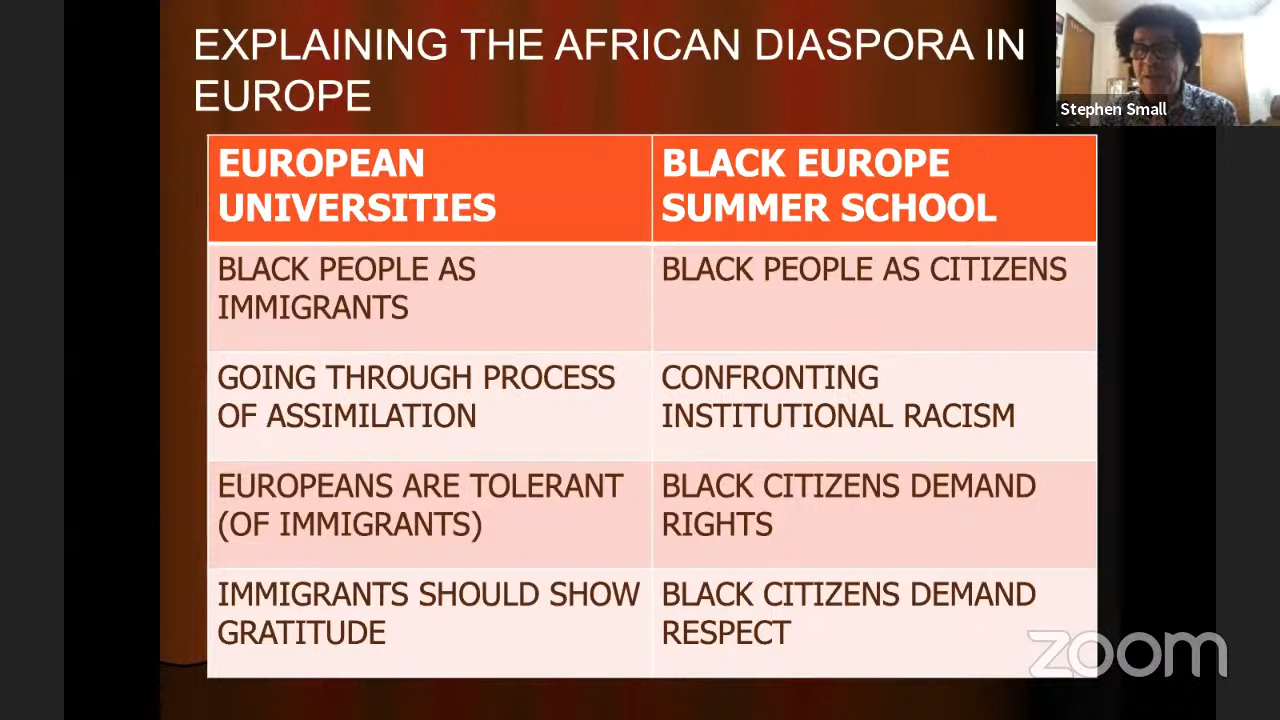 EXPLAINING THE AFRICAN DIASPORA IN
EUROPE
Stephen Small
EUROPEAN
UNIVERSITIES
BLACK EUROPE
SUMMER SCHOOL
BLACK PEOPLE AS
IMMIGRANTS
BLACK PEOPLE AS CITIZENS
GOING THROUGH PROCESS
OF ASSIMILATION
CONFRONTING
INSTITUTIONAL RACISM
EUROPEANS ARE TOLERANT
(OF IMMIGRANTS)
BLACK CITIZENS DEMAND
RIGHTS
IMMIGRANTS SHOULD SHOW
GRATITUDE
BLACK CITIZENS DEMAND
RESPECT
zoom